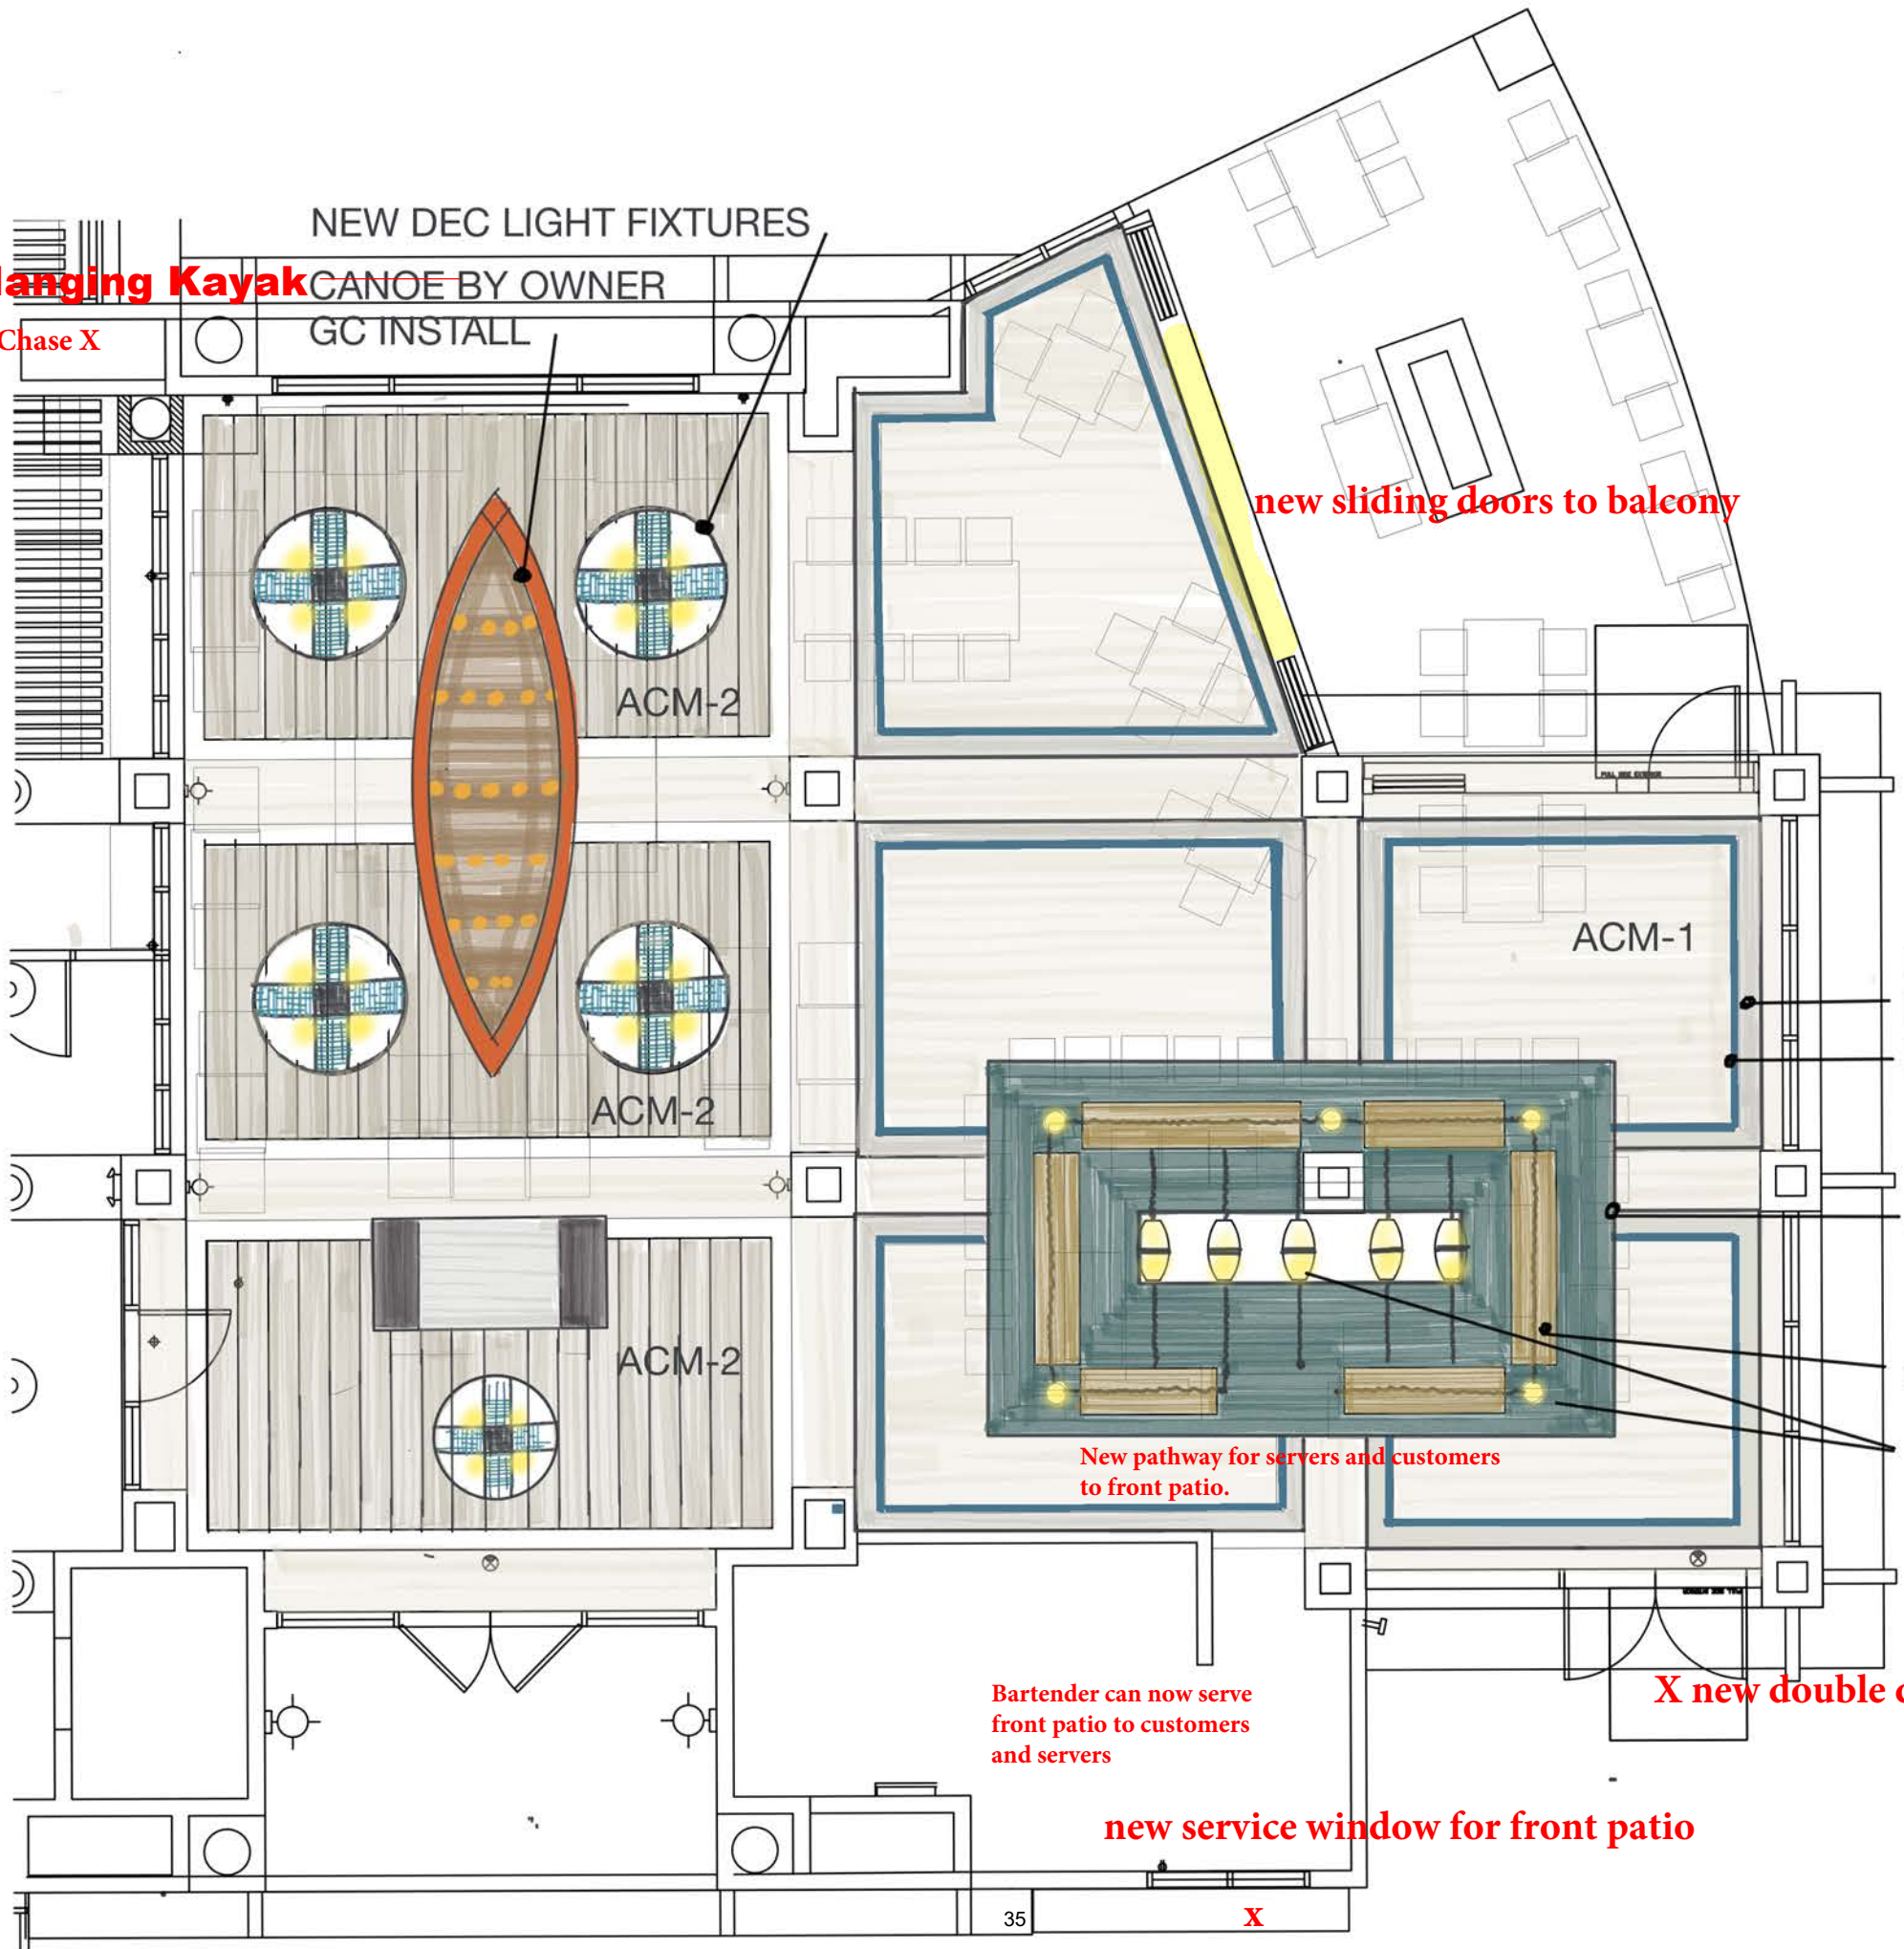 NEW DEC LIGHT FIXTURES
Hanging Kayak CANOE BY OWNER
Chase X
GC INSTALL
new sliding doors to balcony
ACM-2
ACM-1
ACM-2
ACM-2
New pathway for servers and customers
to front patio.
X new double
Bartender can now serve
front patio to customers
and servers
new service window for front patio
35
X